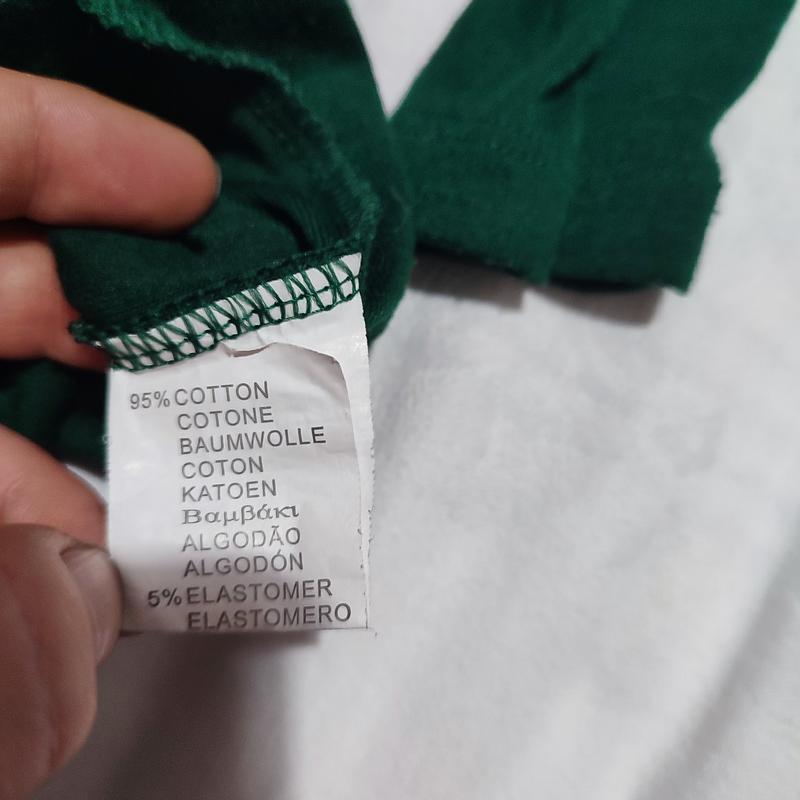 95% COTTON
COTONE
BAUMWOLLE
COTON
KATOEN
Βαμβάκι
ALGODÃO
ALGODÓN
5% ELASTOMER
ELASTOMERO